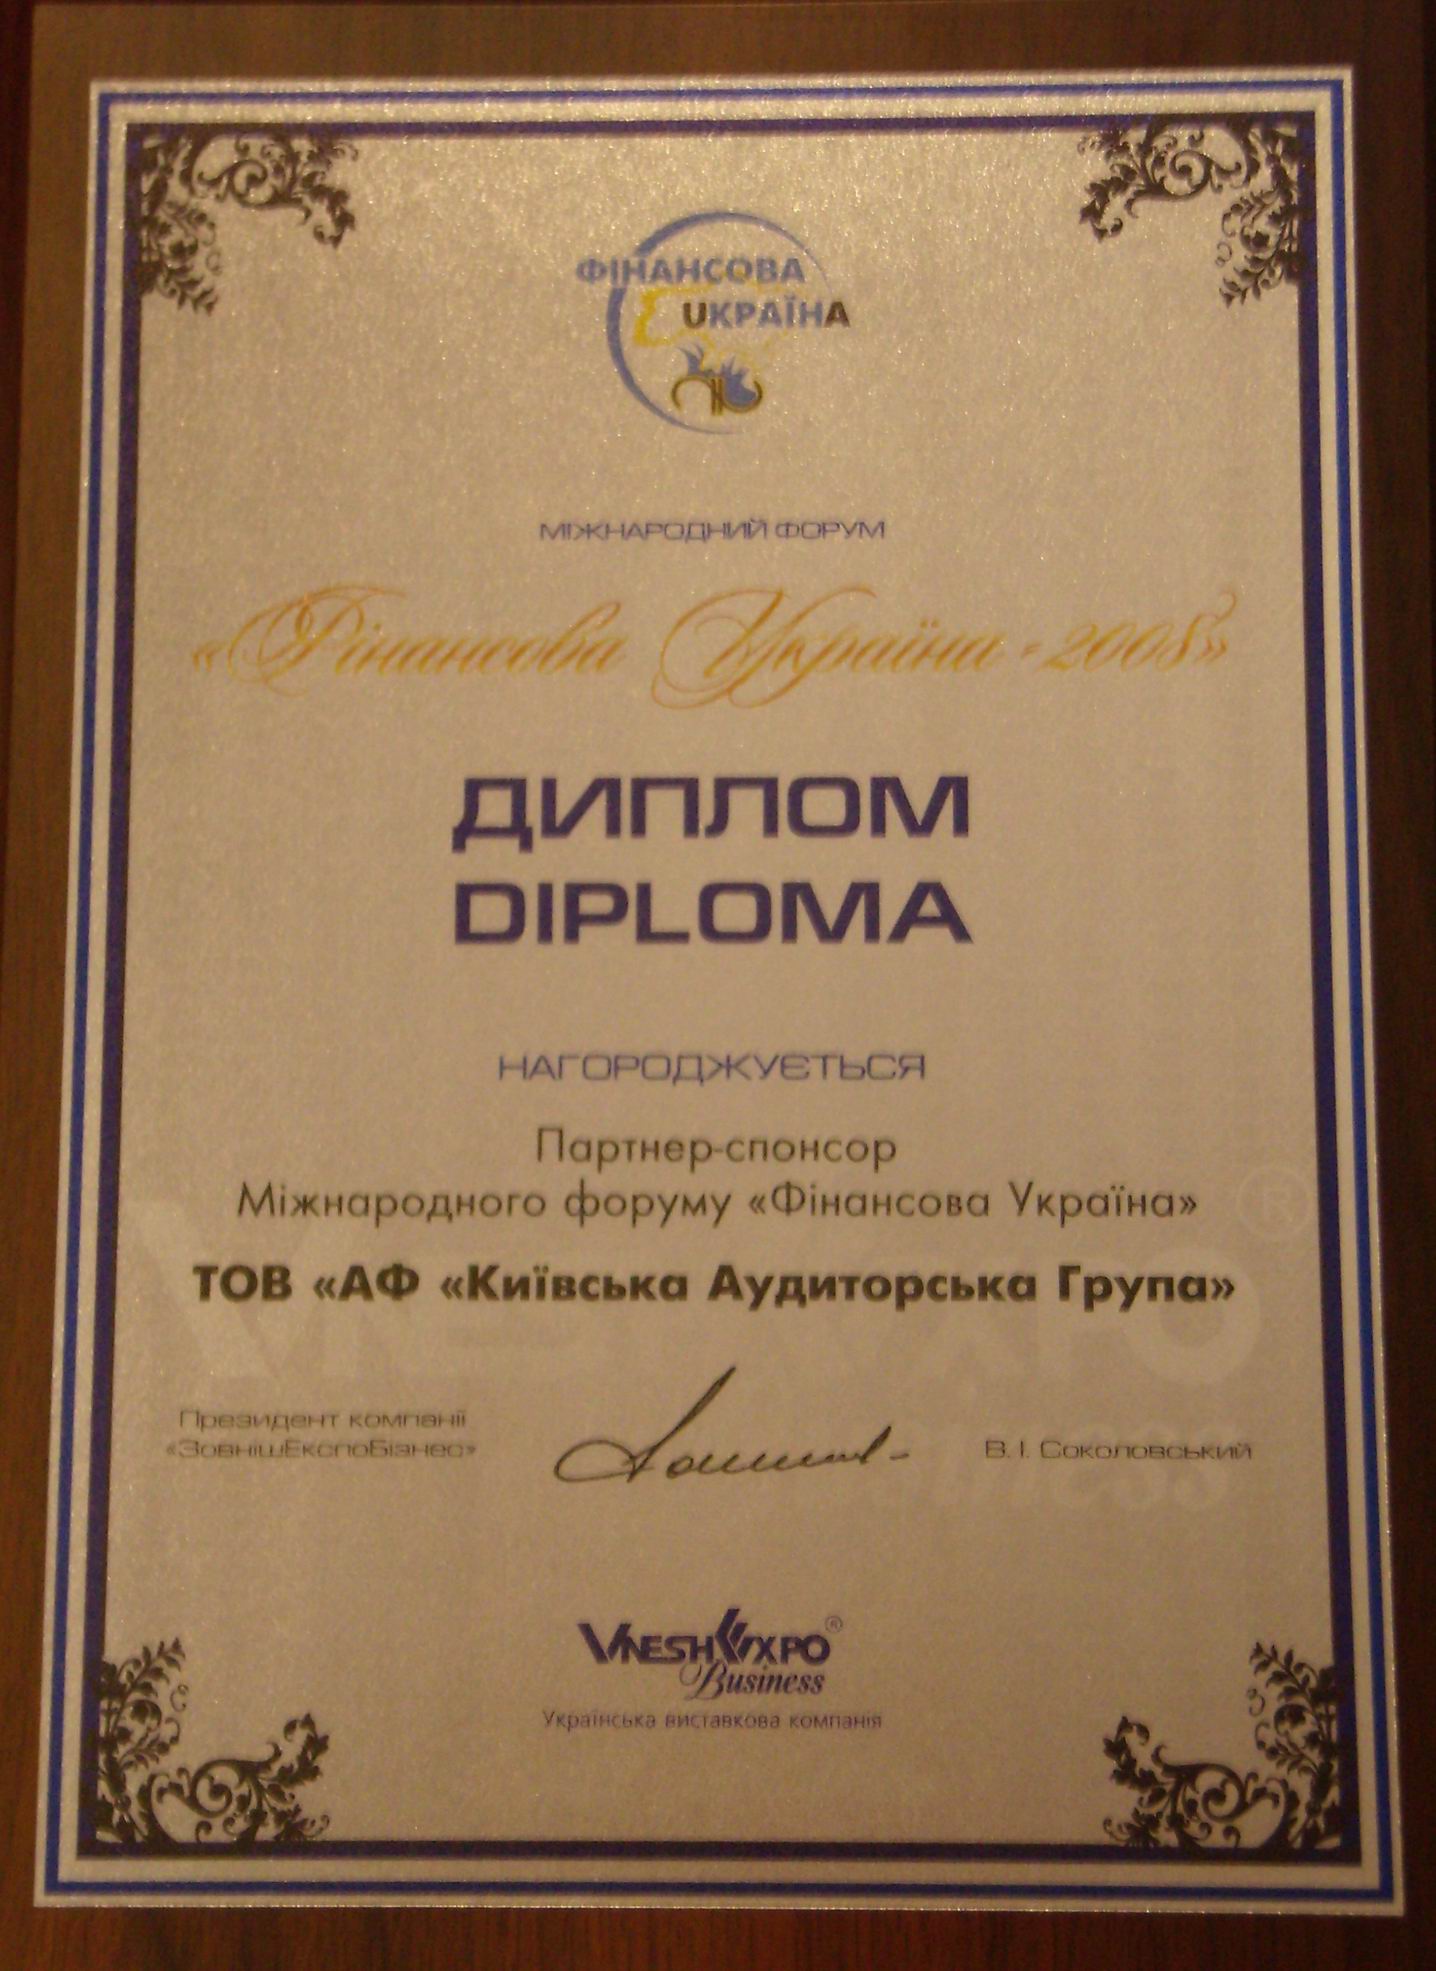 ФІНАНСОВА
UКРАЇНА
МІЖНАРОДНИЙ ФОРУМ
«Фінансова Україна - 2008»
ДИПЛОМ
DIPLOMA
НАГОРОДЖУЄТЬСЯ
Партнер-спонсор
Міжнародного форуму «Фінансова Україна»
ТОВ «АФ «Київська Аудиторська Група»
Президент компанії
«ЗовнішЕкспоБізнес»
В. І. Соколовський
VNESHEXPO®
Business
Українська виставкова компанія